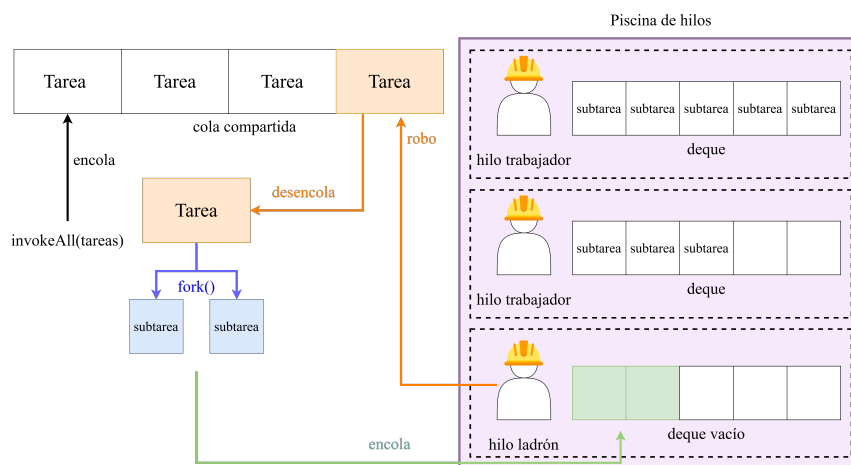 Piscina de hilos
Tarea Tarea Tarea Tarea
cola compartida
encola
invokeAll(tareas)
desencola
robo
Tarea
fork()
subtarea subtarea
encola
subtarea subtarea subtarea subtarea subtarea
deque
hilo trabajador
subtarea subtarea subtarea
deque
hilo trabajador
hilo ladrón
deque vacío